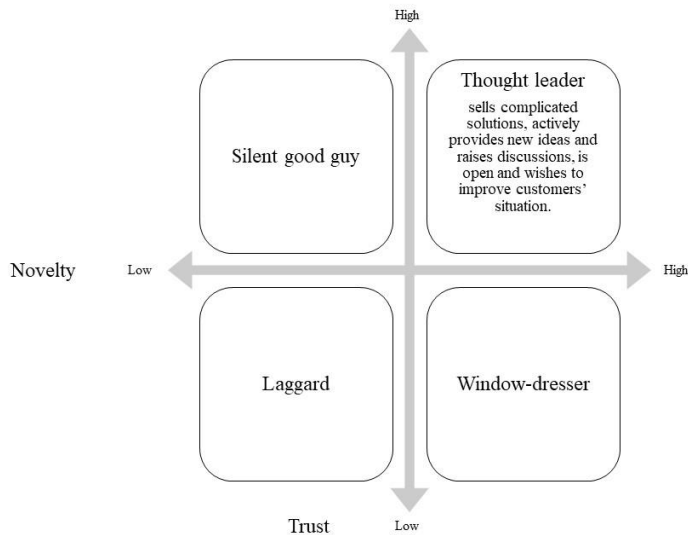 High
Thought leader
sells complicated
solutions, actively
provides new ideas and
raises discussions, is
open and wishes to
improve customers’
situation.
Silent good guy
Novelty
Low
High
Laggard
Window-dresser
Trust
Low